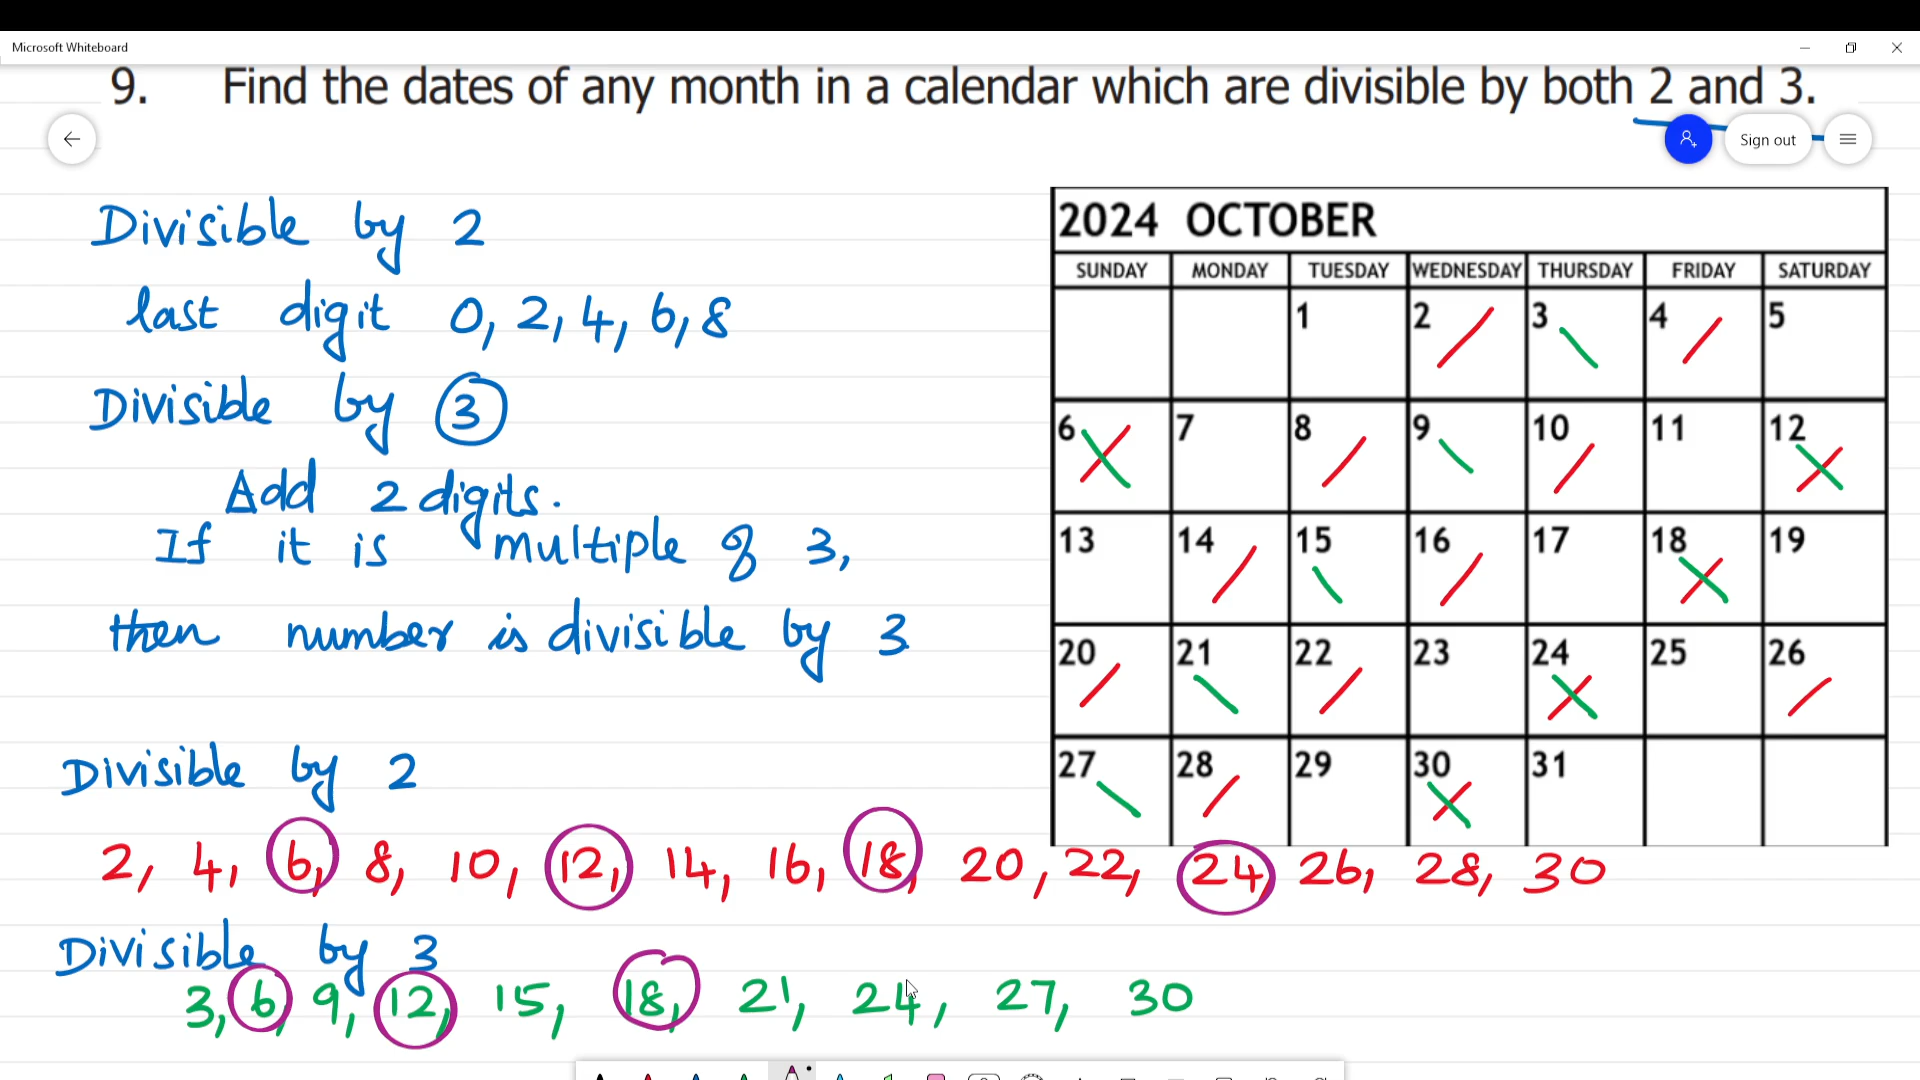 Microsoft Whiteboard
9. Find the dates of any month in a calendar which are divisible by both 2 and 3.
Sign out
Divisible by 2
last digit 0, 2, 4, 6, 8
Divisible by 3
Add 2 digits.
If it is multiple of 3,
then number is divisible by 3
2024 OCTOBER
SUNDAY MONDAY TUESDAY WEDNESDAY THURSDAY FRIDAY SATURDAY
1 2 3 4 5
6 7 8 9 10 11 12
13 14 15 16 17 18 19
20 21 22 23 24 25 26
27 28 29 30 31
Divisible by 2
2, 4, 6, 8, 10, 12, 14, 16, 18, 20, 22, 24, 26, 28, 30
Divisible by 3
3, 6, 9, 12, 15, 18, 21, 24, 27, 30